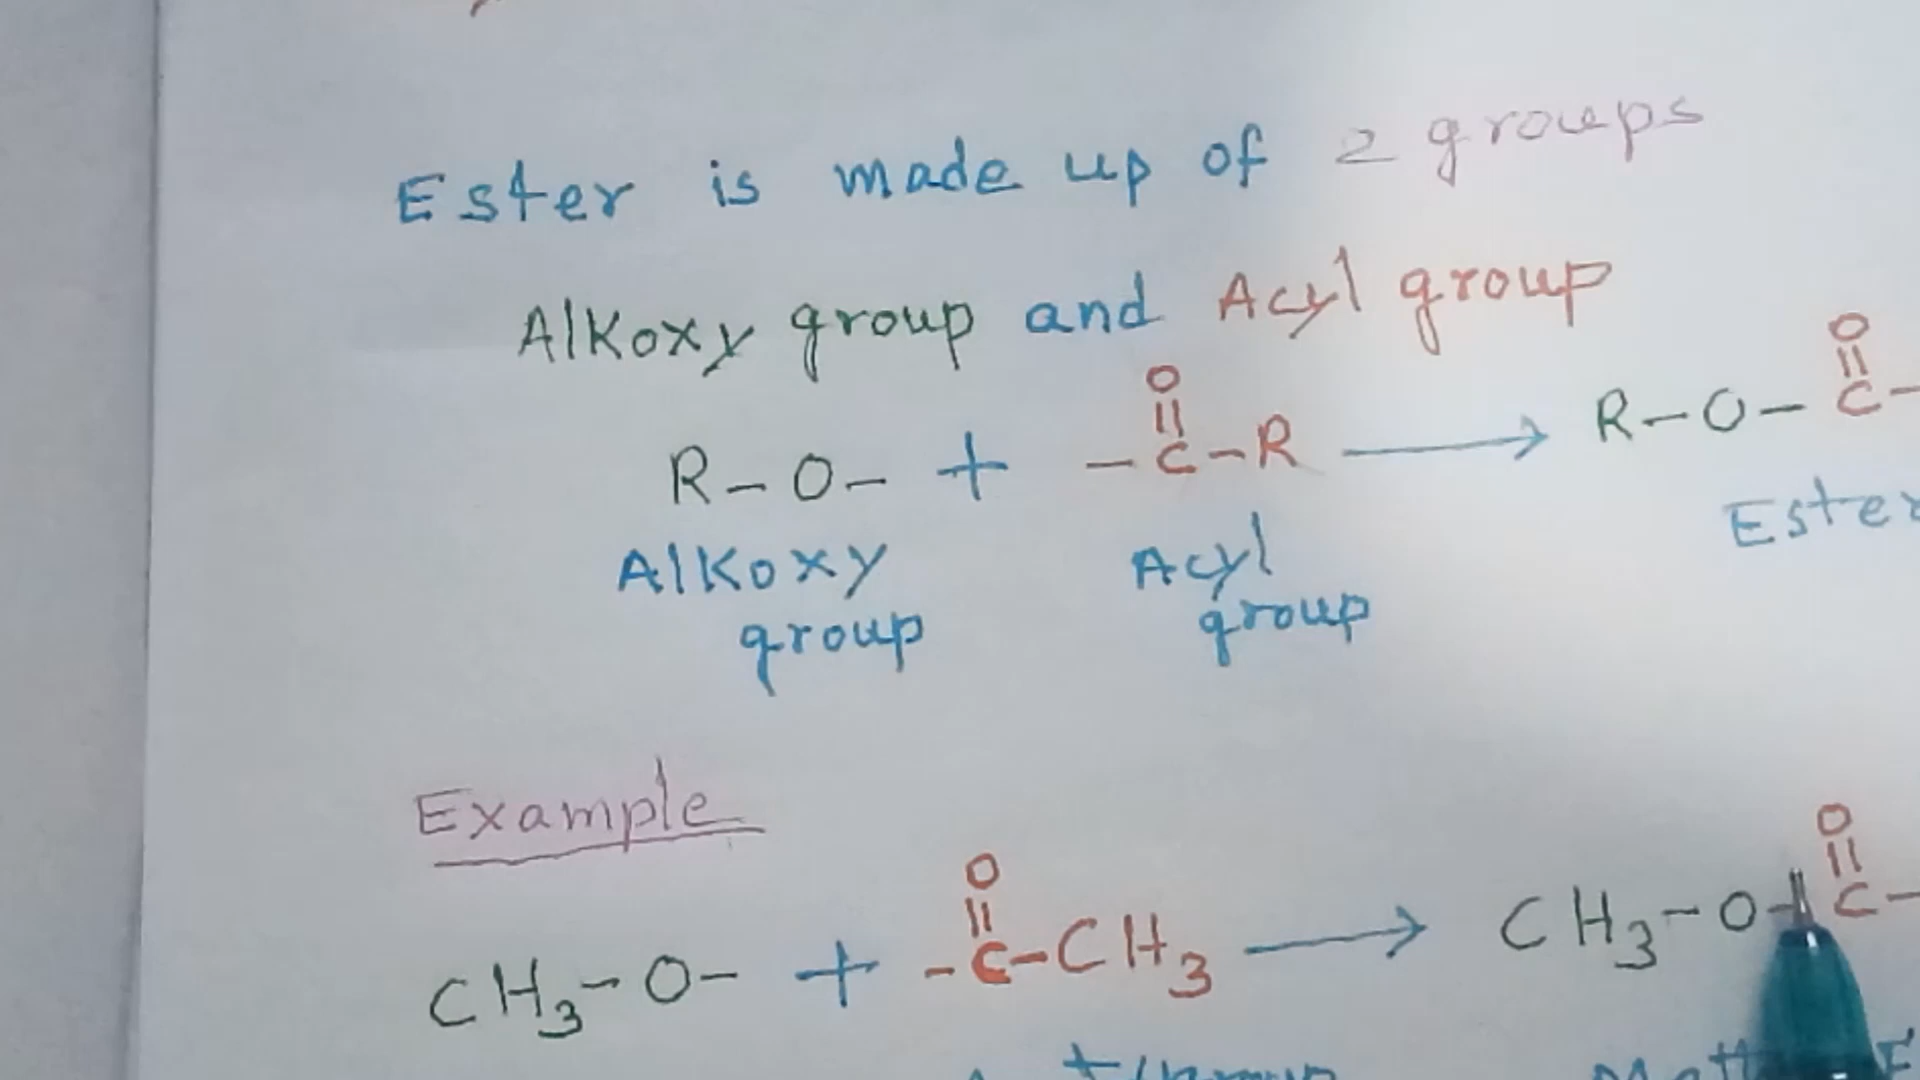 Ester is made up of 2 groups
Alkoxy group and Acyl group
O
||
R-O- + -C-R → R-O-C-
O
||
Alkoxy group
Acyl group
Ester
Example
O
||
CH3-O- + -C-CH3 → CH3-O-C-
O
||